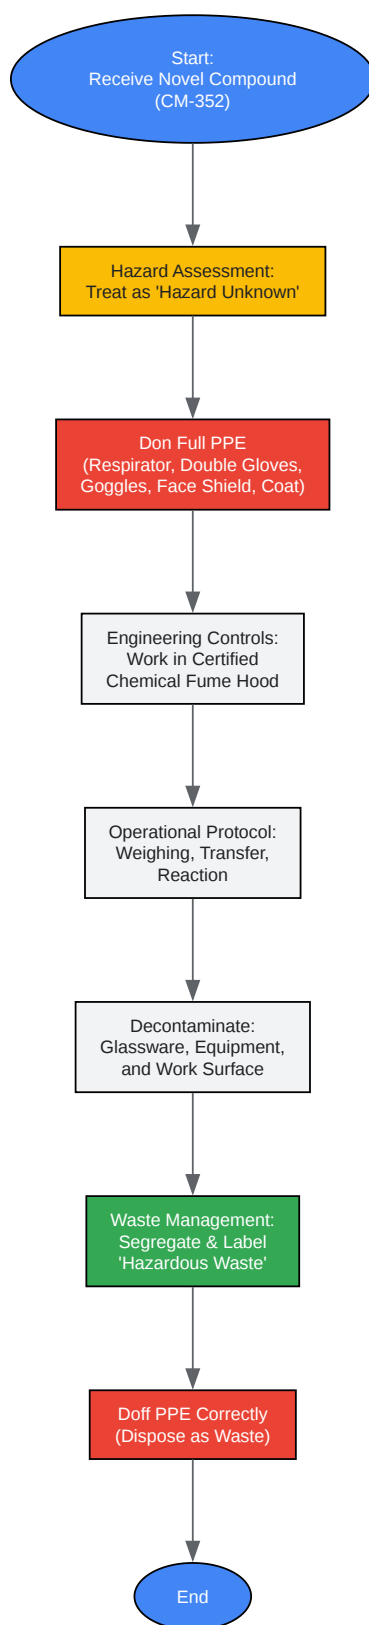 Start:
Receive Novel Compound
(CM-352)
Hazard Assessment:
Treat as 'Hazard Unknown'
Don Full PPE
(Respirator, Double Gloves,
Goggles, Face Shield, Coat)
Engineering Controls:
Work in Certified
Chemical Fume Hood
Operational Protocol:
Weighing, Transfer,
Reaction
Decontaminate:
Glassware, Equipment,
and Work Surface
Waste Management:
Segregate & Label
'Hazardous Waste'
Doff PPE Correctly
(Dispose as Waste)
End